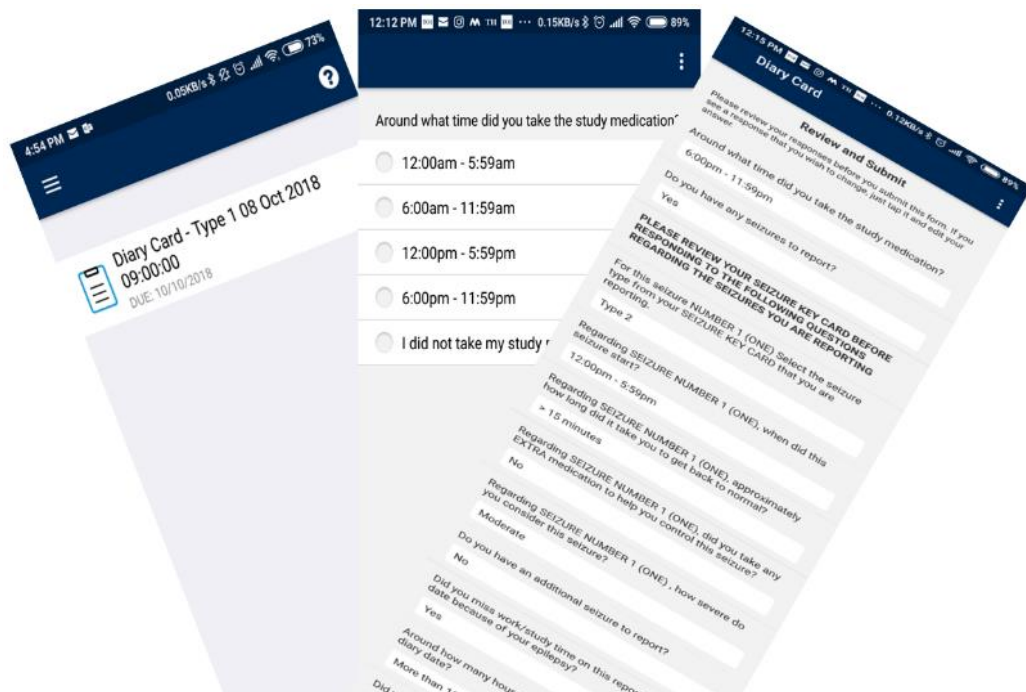 4:54 PM
0.05KB/s
73%
Diary Card - Type 1 08 Oct 2018
09:00:00
DUE: 10/10/2018
12:12 PM
0.15KB/s
89%
Around what time did you take the study medication?
12:00am - 5:59am
6:00am - 11:59am
12:00pm - 5:59pm
6:00pm - 11:59pm
I did not take my study
12:15 PM
0.12KB/s
89%
Diary Card
Review and Submit
Please review your responses before you submit this form. If you
see a response that you wish to change, just tap it and edit your
answer.
Around what time did you take the study medication?
6:00pm - 11:59pm
Do you have any seizures to report?
Yes
PLEASE REVIEW YOUR SEIZURE KEY CARD BEFORE
RESPONDING TO THE FOLLOWING QUESTIONS
REGARDING THE SEIZURES YOU ARE REPORTING
For this seizure NUMBER 1 (ONE) Select the seizure
type from your SEIZURE KEY CARD that you are
reporting.
Type 2
Regarding SEIZURE NUMBER 1 (ONE), when did this
seizure start?
12:00pm - 5:59pm
Regarding SEIZURE NUMBER 1 (ONE), approximately
how long did it take you to get back to normal?
> 15 minutes
Regarding SEIZURE NUMBER 1 (ONE), did you take any
EXTRA medication to help you control this seizure?
No
Regarding SEIZURE NUMBER 1 (ONE) , how severe do
you consider this seizure?
Moderate
Do you have an additional seizure to report?
No
Did you miss work/study time on this
date because of your epilepsy?
Yes
Around how many
diary date?
More than
Did